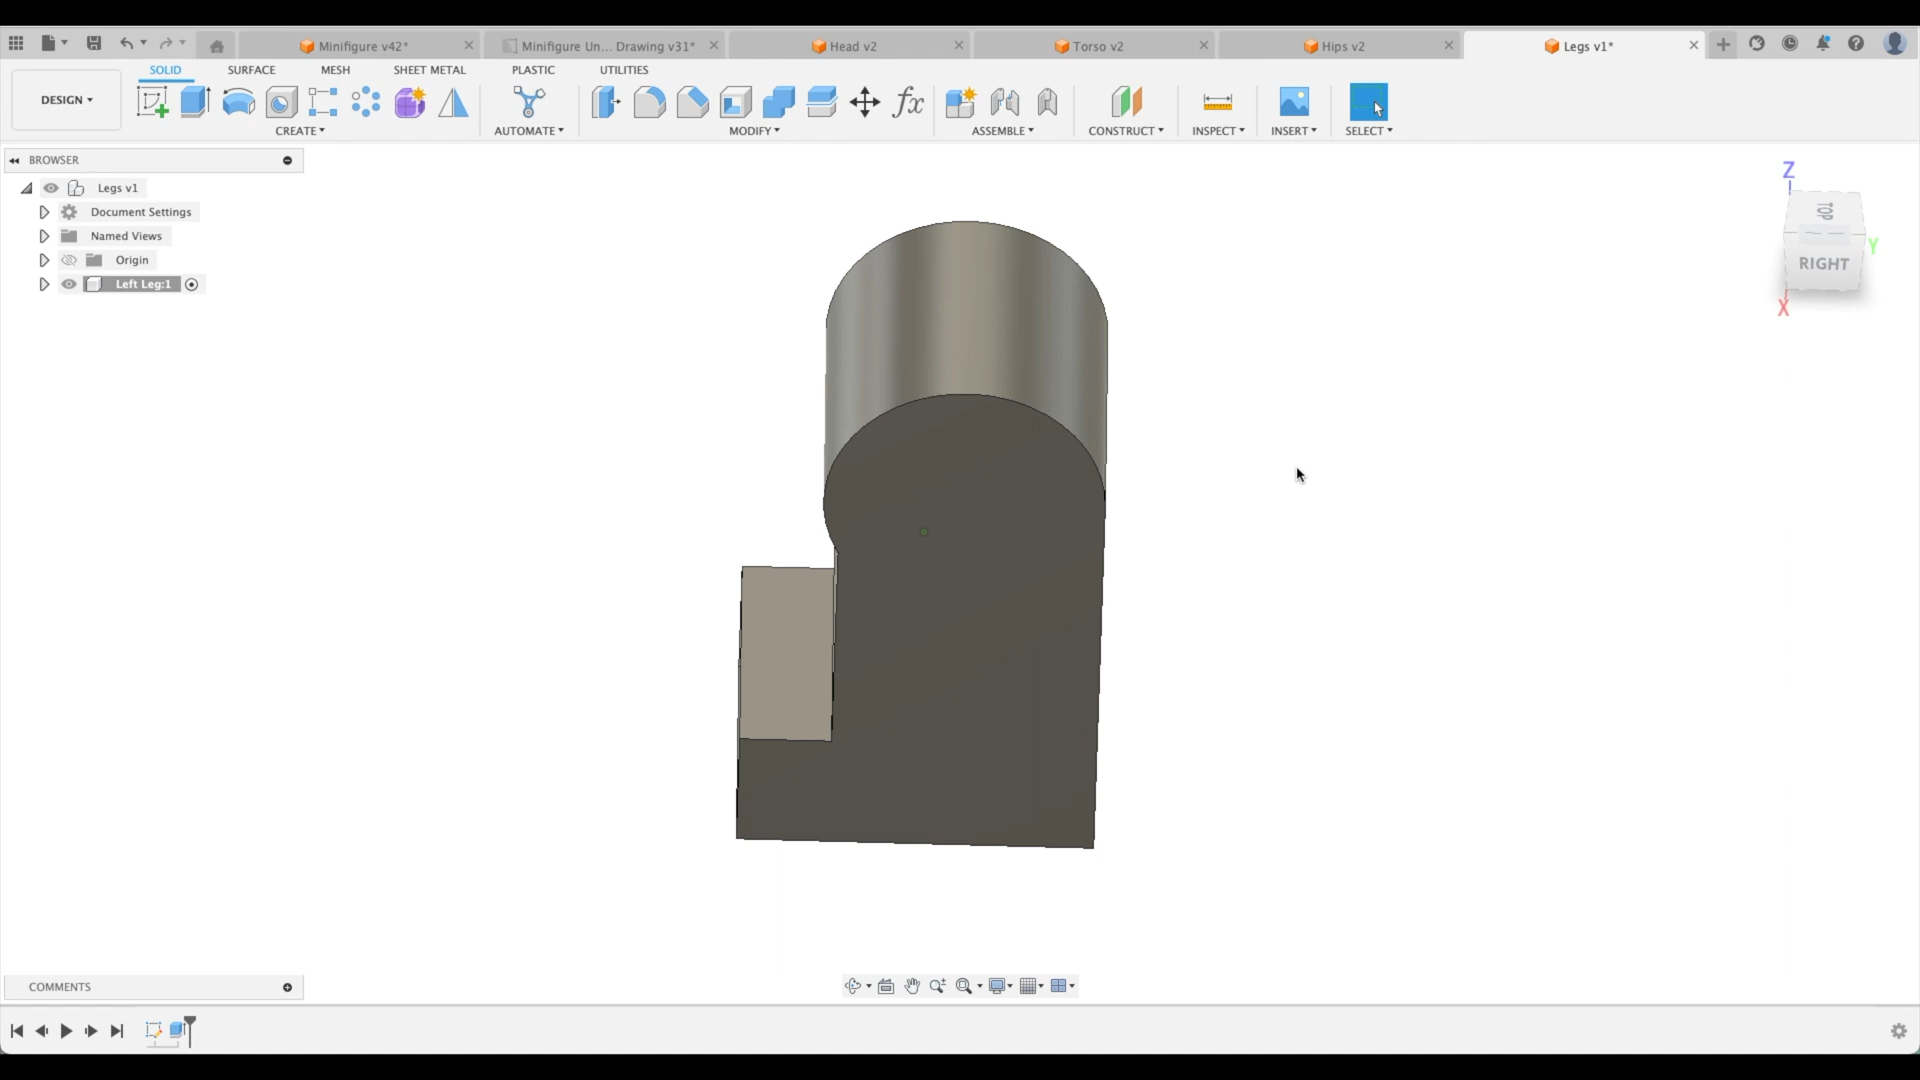 Minifigure v42*
Minifigure Un... Drawing v31*
Head v2
Torso v2
Hips v2
Legs v1*
SOLID
SURFACE
MESH
SHEET METAL
PLASTIC
UTILITIES
DESIGN
fx
CREATE
AUTOMATE
MODIFY
ASSEMBLE
CONSTRUCT
INSPECT
INSERT
SELECT
BROWSER
Legs v1
Document Settings
Named Views
Origin
Left Leg:1
Z
TOP
Y
RIGHT
X
COMMENTS